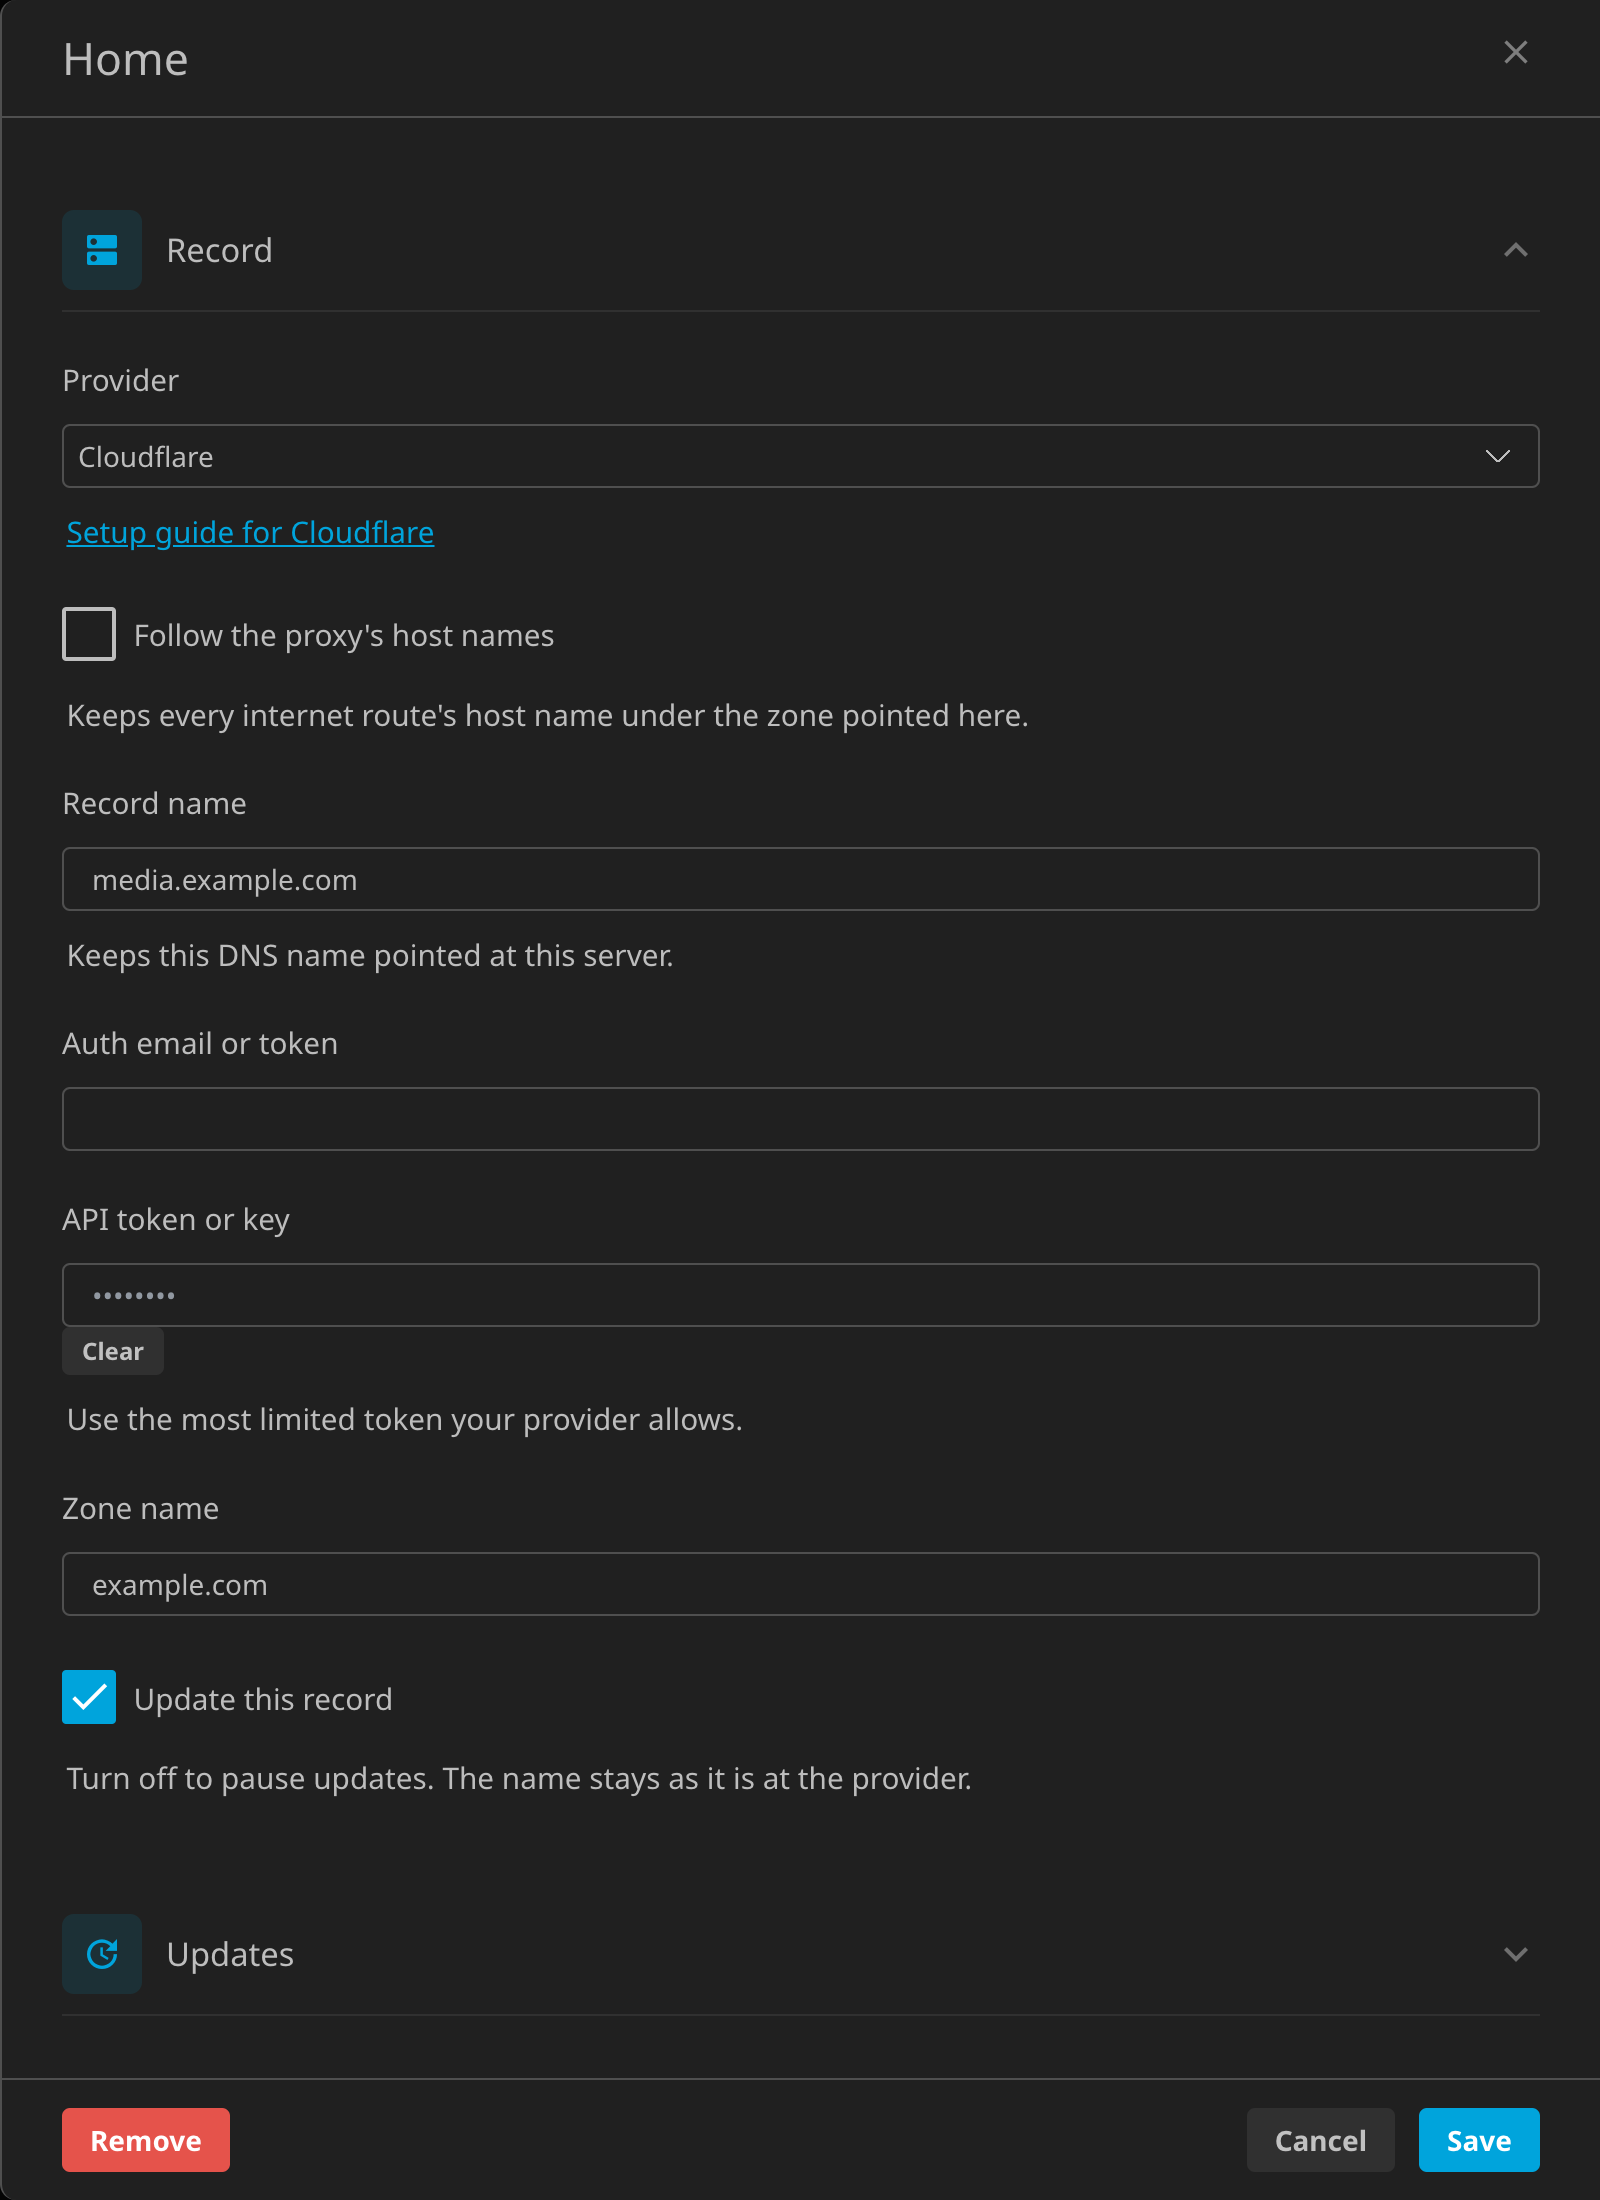 Home
Record
Provider
Cloudflare
Setup guide for Cloudflare
Follow the proxy's host names
Keeps every internet route's host name under the zone pointed here.
Record name
media.example.com
Keeps this DNS name pointed at this server.
Auth email or token
API token or key
••••••••
Clear
Use the most limited token your provider allows.
Zone name
example.com
Update this record
Turn off to pause updates. The name stays as it is at the provider.
Updates
Remove
Cancel
Save